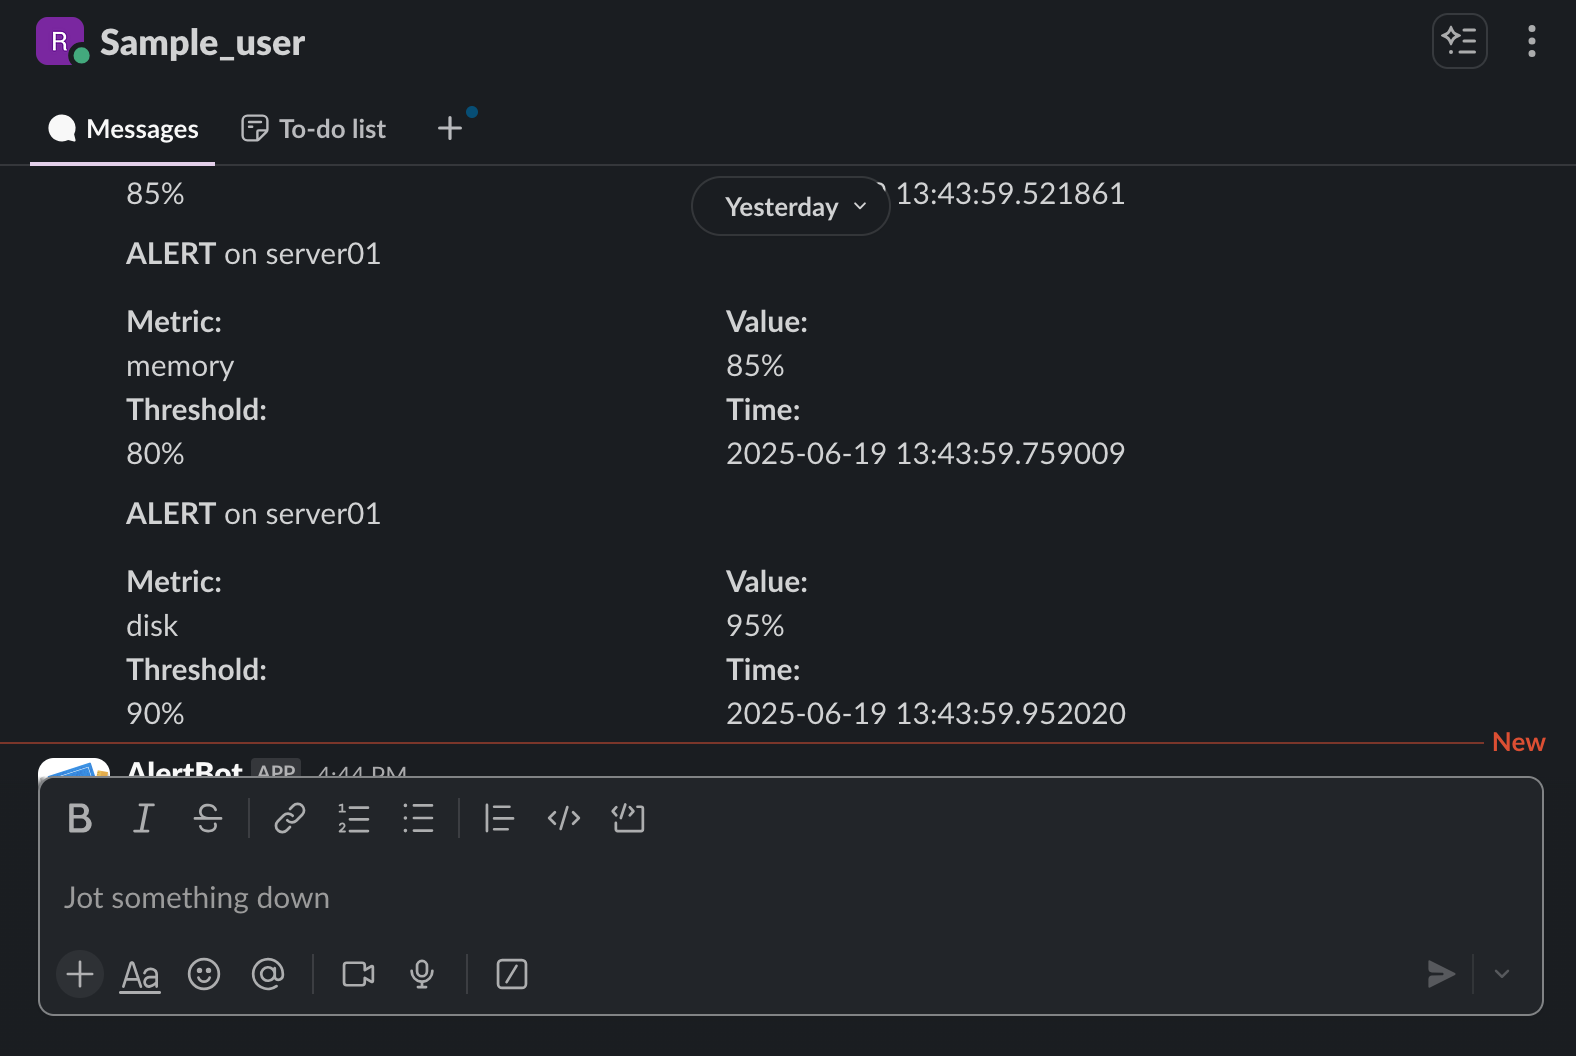 R Sample_user
Messages To-do list
85% 13:43:59.521861
Yesterday
ALERT on server01
Metric: Value:
memory 85%
Threshold: Time:
80% 2025-06-19 13:43:59.759009
ALERT on server01
Metric: Value:
disk 95%
Threshold: Time:
90% 2025-06-19 13:43:59.952020
New
AlertBot APP 4:44 PM
Jot something down
Aa